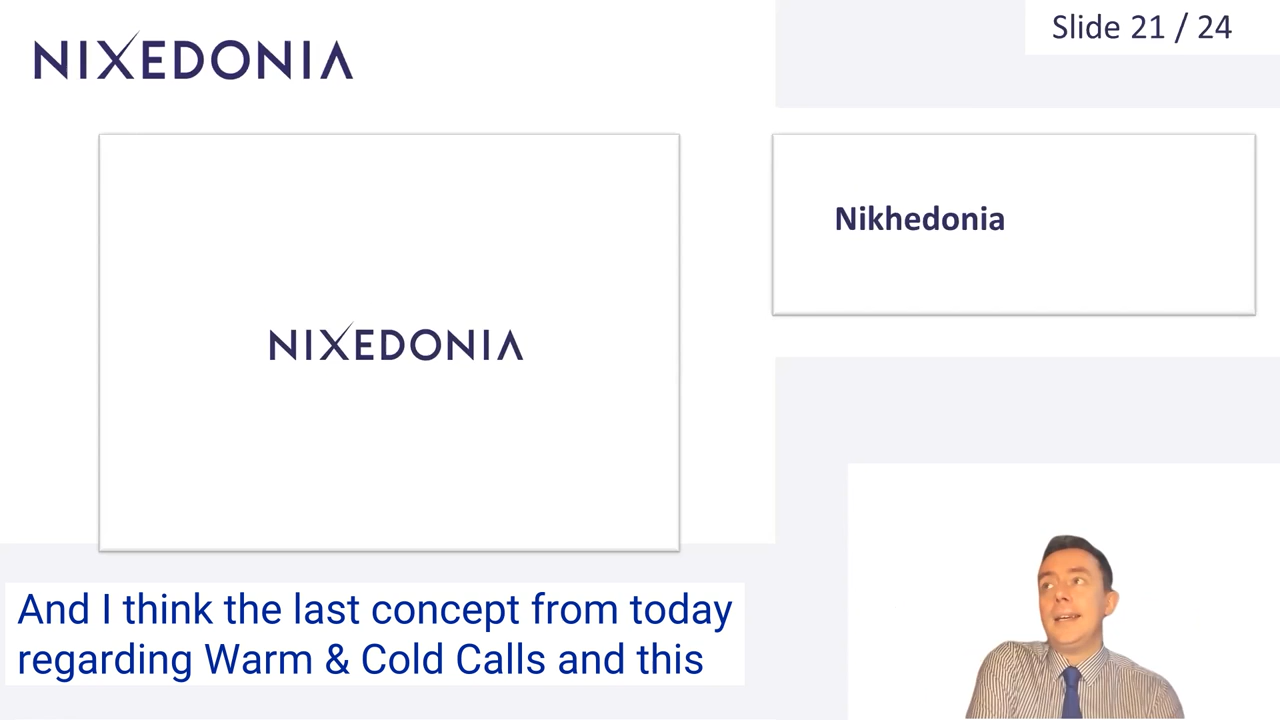 NIXEDONIA
Slide 21 / 24
Nikhedonia
NIXEDONIA
And I think the last concept from today
regarding Warm & Cold Calls and this